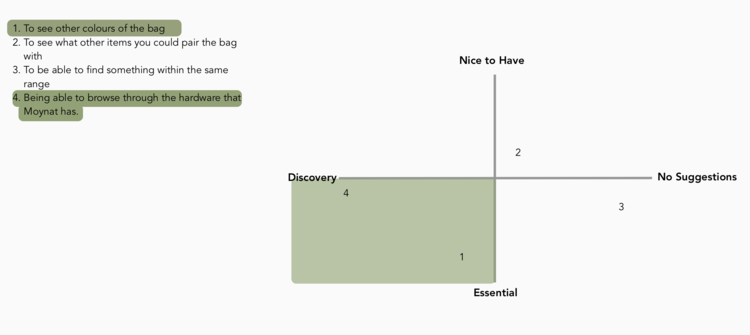 1. To see other colours of the bag
2. To see what other items you could pair the bag
with
3. To be able to find something within the same
range
4. Being able to browse through the hardware that
Moynat has.
Nice to Have
2
Discovery
No Suggestions
4
3
1
Essential